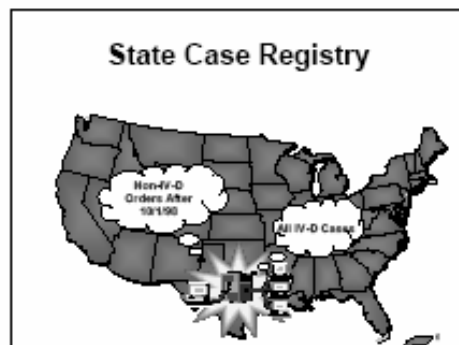 State Case Registry
Non-IV-D
Orders After
10/1/98
All IV-D Cases